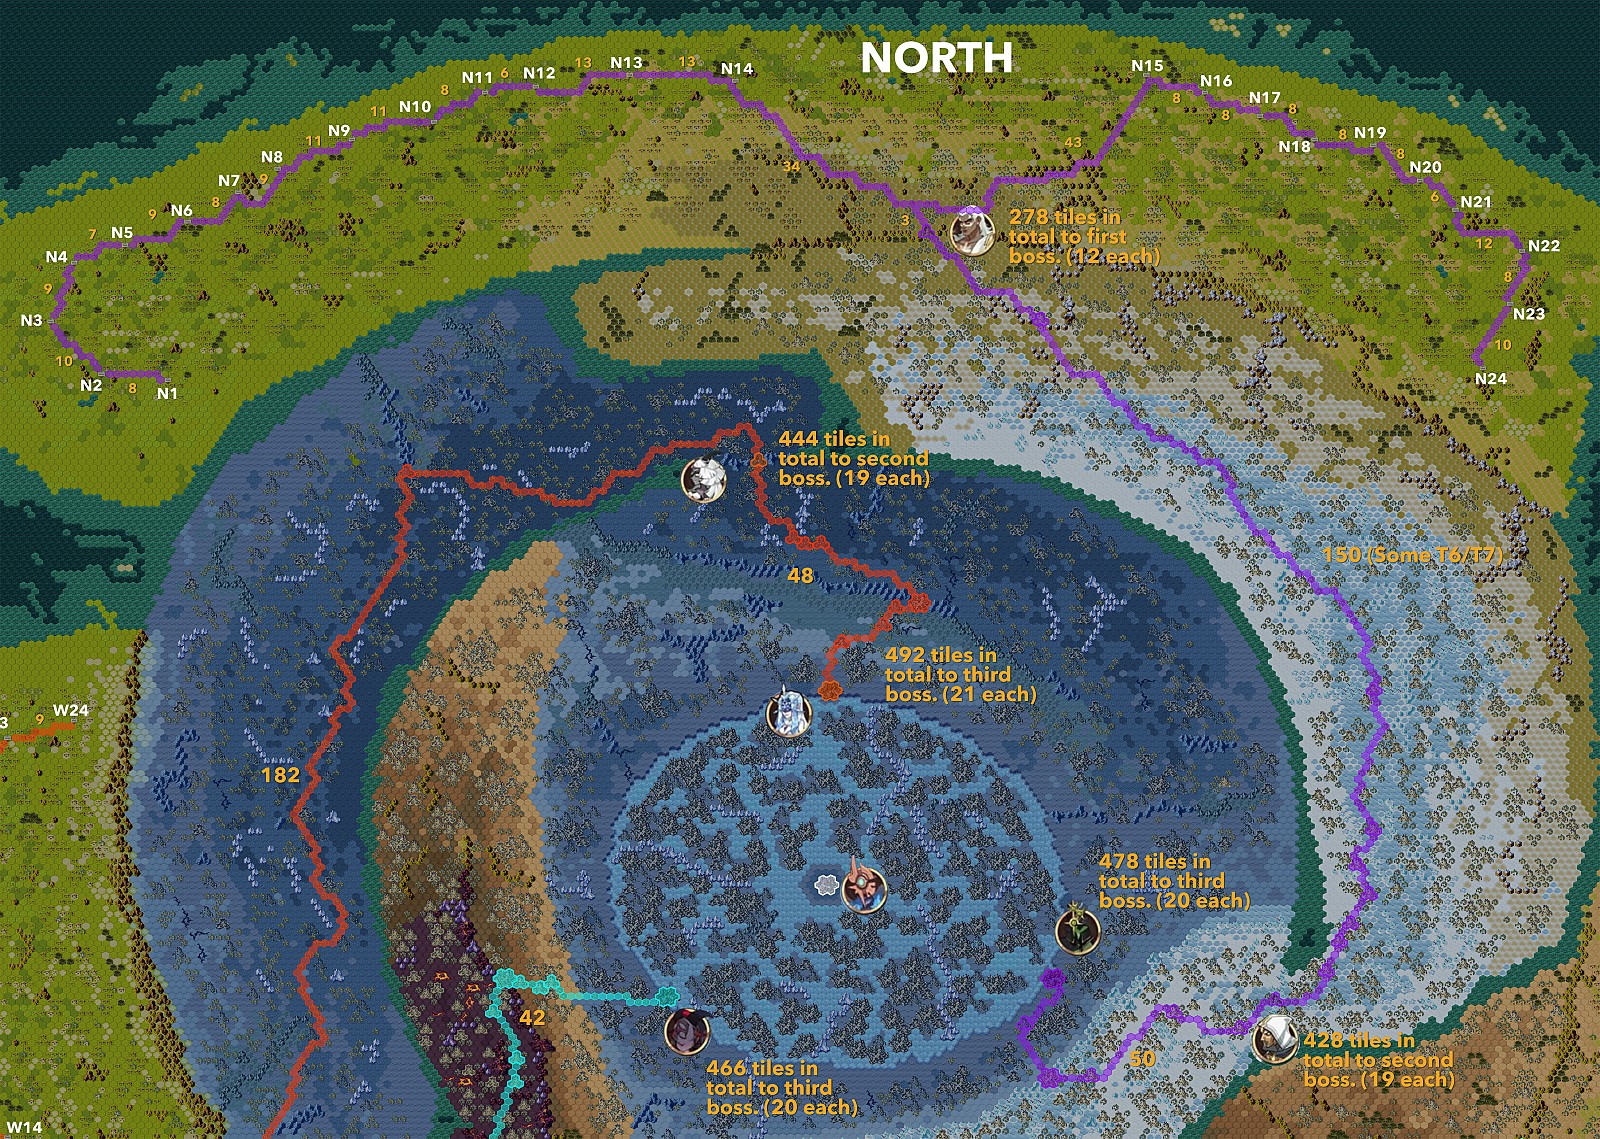 NORTH
N11
6
N12
13
N13
13
N14
N15
8
N16
N17
8
8
8
N10
11
N9
11
N8
9
N7
8
N6
9
N5
7
N4
9
N3
10
N2
8
N1
34
43
3
N18
8
N19
8
N20
6
N21
12
N22
8
N23
10
N24
278 tiles in
total to first
boss. (12 each)
444 tiles in
total to second
boss. (19 each)
150 (Some T6/T7)
48
492 tiles in
total to third
boss. (21 each)
3
9
W24
182
478 tiles in
total to third
boss. (20 each)
42
466 tiles in
total to third
boss. (20 each)
50
428 tiles in
total to second
boss. (19 each)
W14